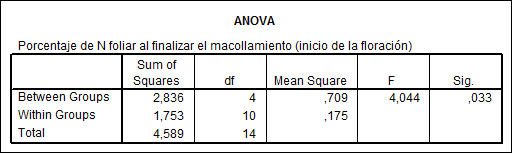 ANOVA
Porcentaje de N foliar al finalizar el macollamiento (inicio de la floración)
Sum of Squares df Mean Square F Sig.
Between Groups 2,836 4 ,709 4,044 ,033
Within Groups 1,753 10 ,175
Total 4,589 14